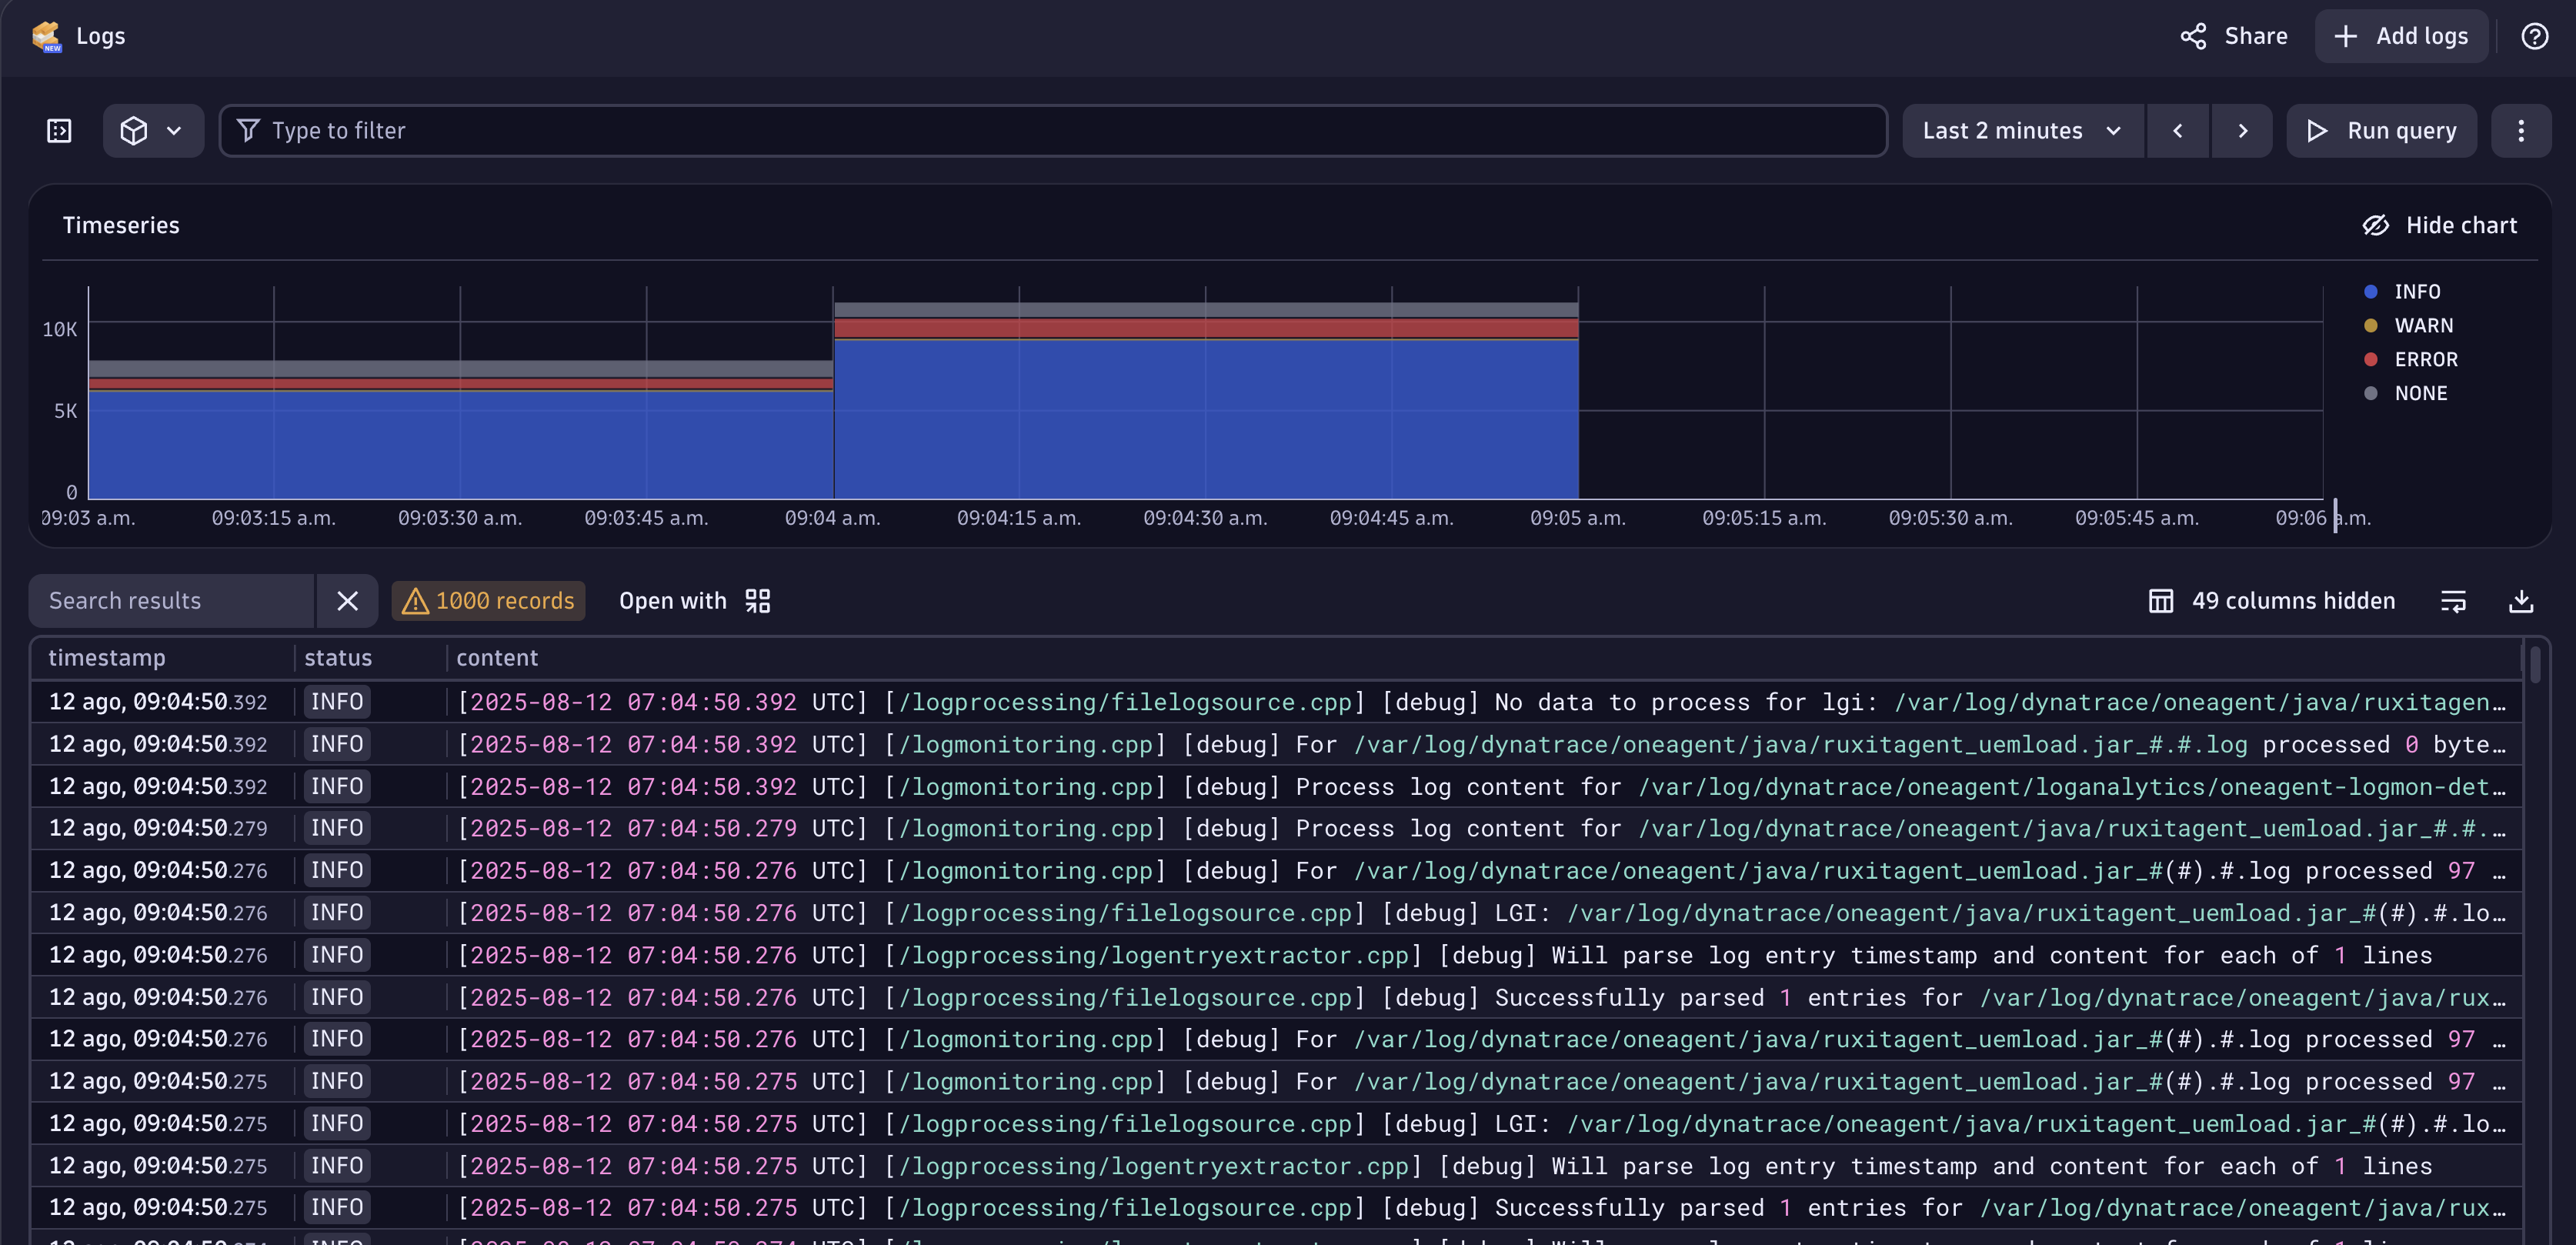 NEW Logs Share Add logs
Type to filter Last 2 minutes Run query
Timeseries Hide chart
10K
5K
0
09:03 a.m. 09:03:15 a.m. 09:03:30 a.m. 09:03:45 a.m. 09:04 a.m. 09:04:15 a.m. 09:04:30 a.m. 09:04:45 a.m. 09:05 a.m. 09:05:15 a.m. 09:05:30 a.m. 09:05:45 a.m. 09:06 a.m.
INFO
WARN
ERROR
NONE
Search results 1000 records Open with 49 columns hidden
timestamp status content
12 ago, 09:04:50.392 INFO [2025-08-12 07:04:50.392 UTC] [/logprocessing/filelogsource.cpp] [debug] No data to process for lgi: /var/log/dynatrace/oneagent/java/ruxitagen…
12 ago, 09:04:50.392 INFO [2025-08-12 07:04:50.392 UTC] [/logmonitoring.cpp] [debug] For /var/log/dynatrace/oneagent/java/ruxitagent_uemload.jar_#.#.log processed 0 byte…
12 ago, 09:04:50.392 INFO [2025-08-12 07:04:50.392 UTC] [/logmonitoring.cpp] [debug] Process log content for /var/log/dynatrace/oneagent/loganalytics/oneagent-logmon-det…
12 ago, 09:04:50.279 INFO [2025-08-12 07:04:50.279 UTC] [/logmonitoring.cpp] [debug] Process log content for /var/log/dynatrace/oneagent/java/ruxitagent_uemload.jar_#.#.…
12 ago, 09:04:50.276 INFO [2025-08-12 07:04:50.276 UTC] [/logmonitoring.cpp] [debug] For /var/log/dynatrace/oneagent/java/ruxitagent_uemload.jar_#(#).#.log processed 97 …
12 ago, 09:04:50.276 INFO [2025-08-12 07:04:50.276 UTC] [/logprocessing/filelogsource.cpp] [debug] LGI: /var/log/dynatrace/oneagent/java/ruxitagent_uemload.jar_#(#).#.lo…
12 ago, 09:04:50.276 INFO [2025-08-12 07:04:50.276 UTC] [/logprocessing/logentryextractor.cpp] [debug] Will parse log entry timestamp and content for each of 1 lines
12 ago, 09:04:50.276 INFO [2025-08-12 07:04:50.276 UTC] [/logprocessing/filelogsource.cpp] [debug] Successfully parsed 1 entries for /var/log/dynatrace/oneagent/java/rux…
12 ago, 09:04:50.276 INFO [2025-08-12 07:04:50.276 UTC] [/logmonitoring.cpp] [debug] For /var/log/dynatrace/oneagent/java/ruxitagent_uemload.jar_#(#).#.log processed 97 …
12 ago, 09:04:50.275 INFO [2025-08-12 07:04:50.275 UTC] [/logmonitoring.cpp] [debug] For /var/log/dynatrace/oneagent/java/ruxitagent_uemload.jar_#(#).#.log processed 97 …
12 ago, 09:04:50.275 INFO [2025-08-12 07:04:50.275 UTC] [/logprocessing/filelogsource.cpp] [debug] LGI: /var/log/dynatrace/oneagent/java/ruxitagent_uemload.jar_#(#).#.lo…
12 ago, 09:04:50.275 INFO [2025-08-12 07:04:50.275 UTC] [/logprocessing/logentryextractor.cpp] [debug] Will parse log entry timestamp and content for each of 1 lines
12 ago, 09:04:50.275 INFO [2025-08-12 07:04:50.275 UTC] [/logprocessing/filelogsource.cpp] [debug] Successfully parsed 1 entries for /var/log/dynatrace/oneagent/java/rux…